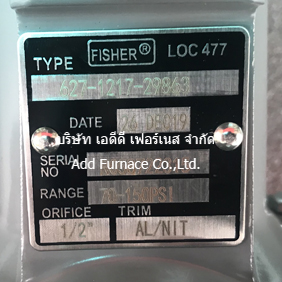 FISHER®
TYPE LOC 477
627-1217-29867
DATE
บริษัท เอดีดี เฟอร์เนส จำกัด
Add Furnace Co.,Ltd.
SERIAL
NO
RANGE
ORIFICE TRIM
1/2" AL/NIT